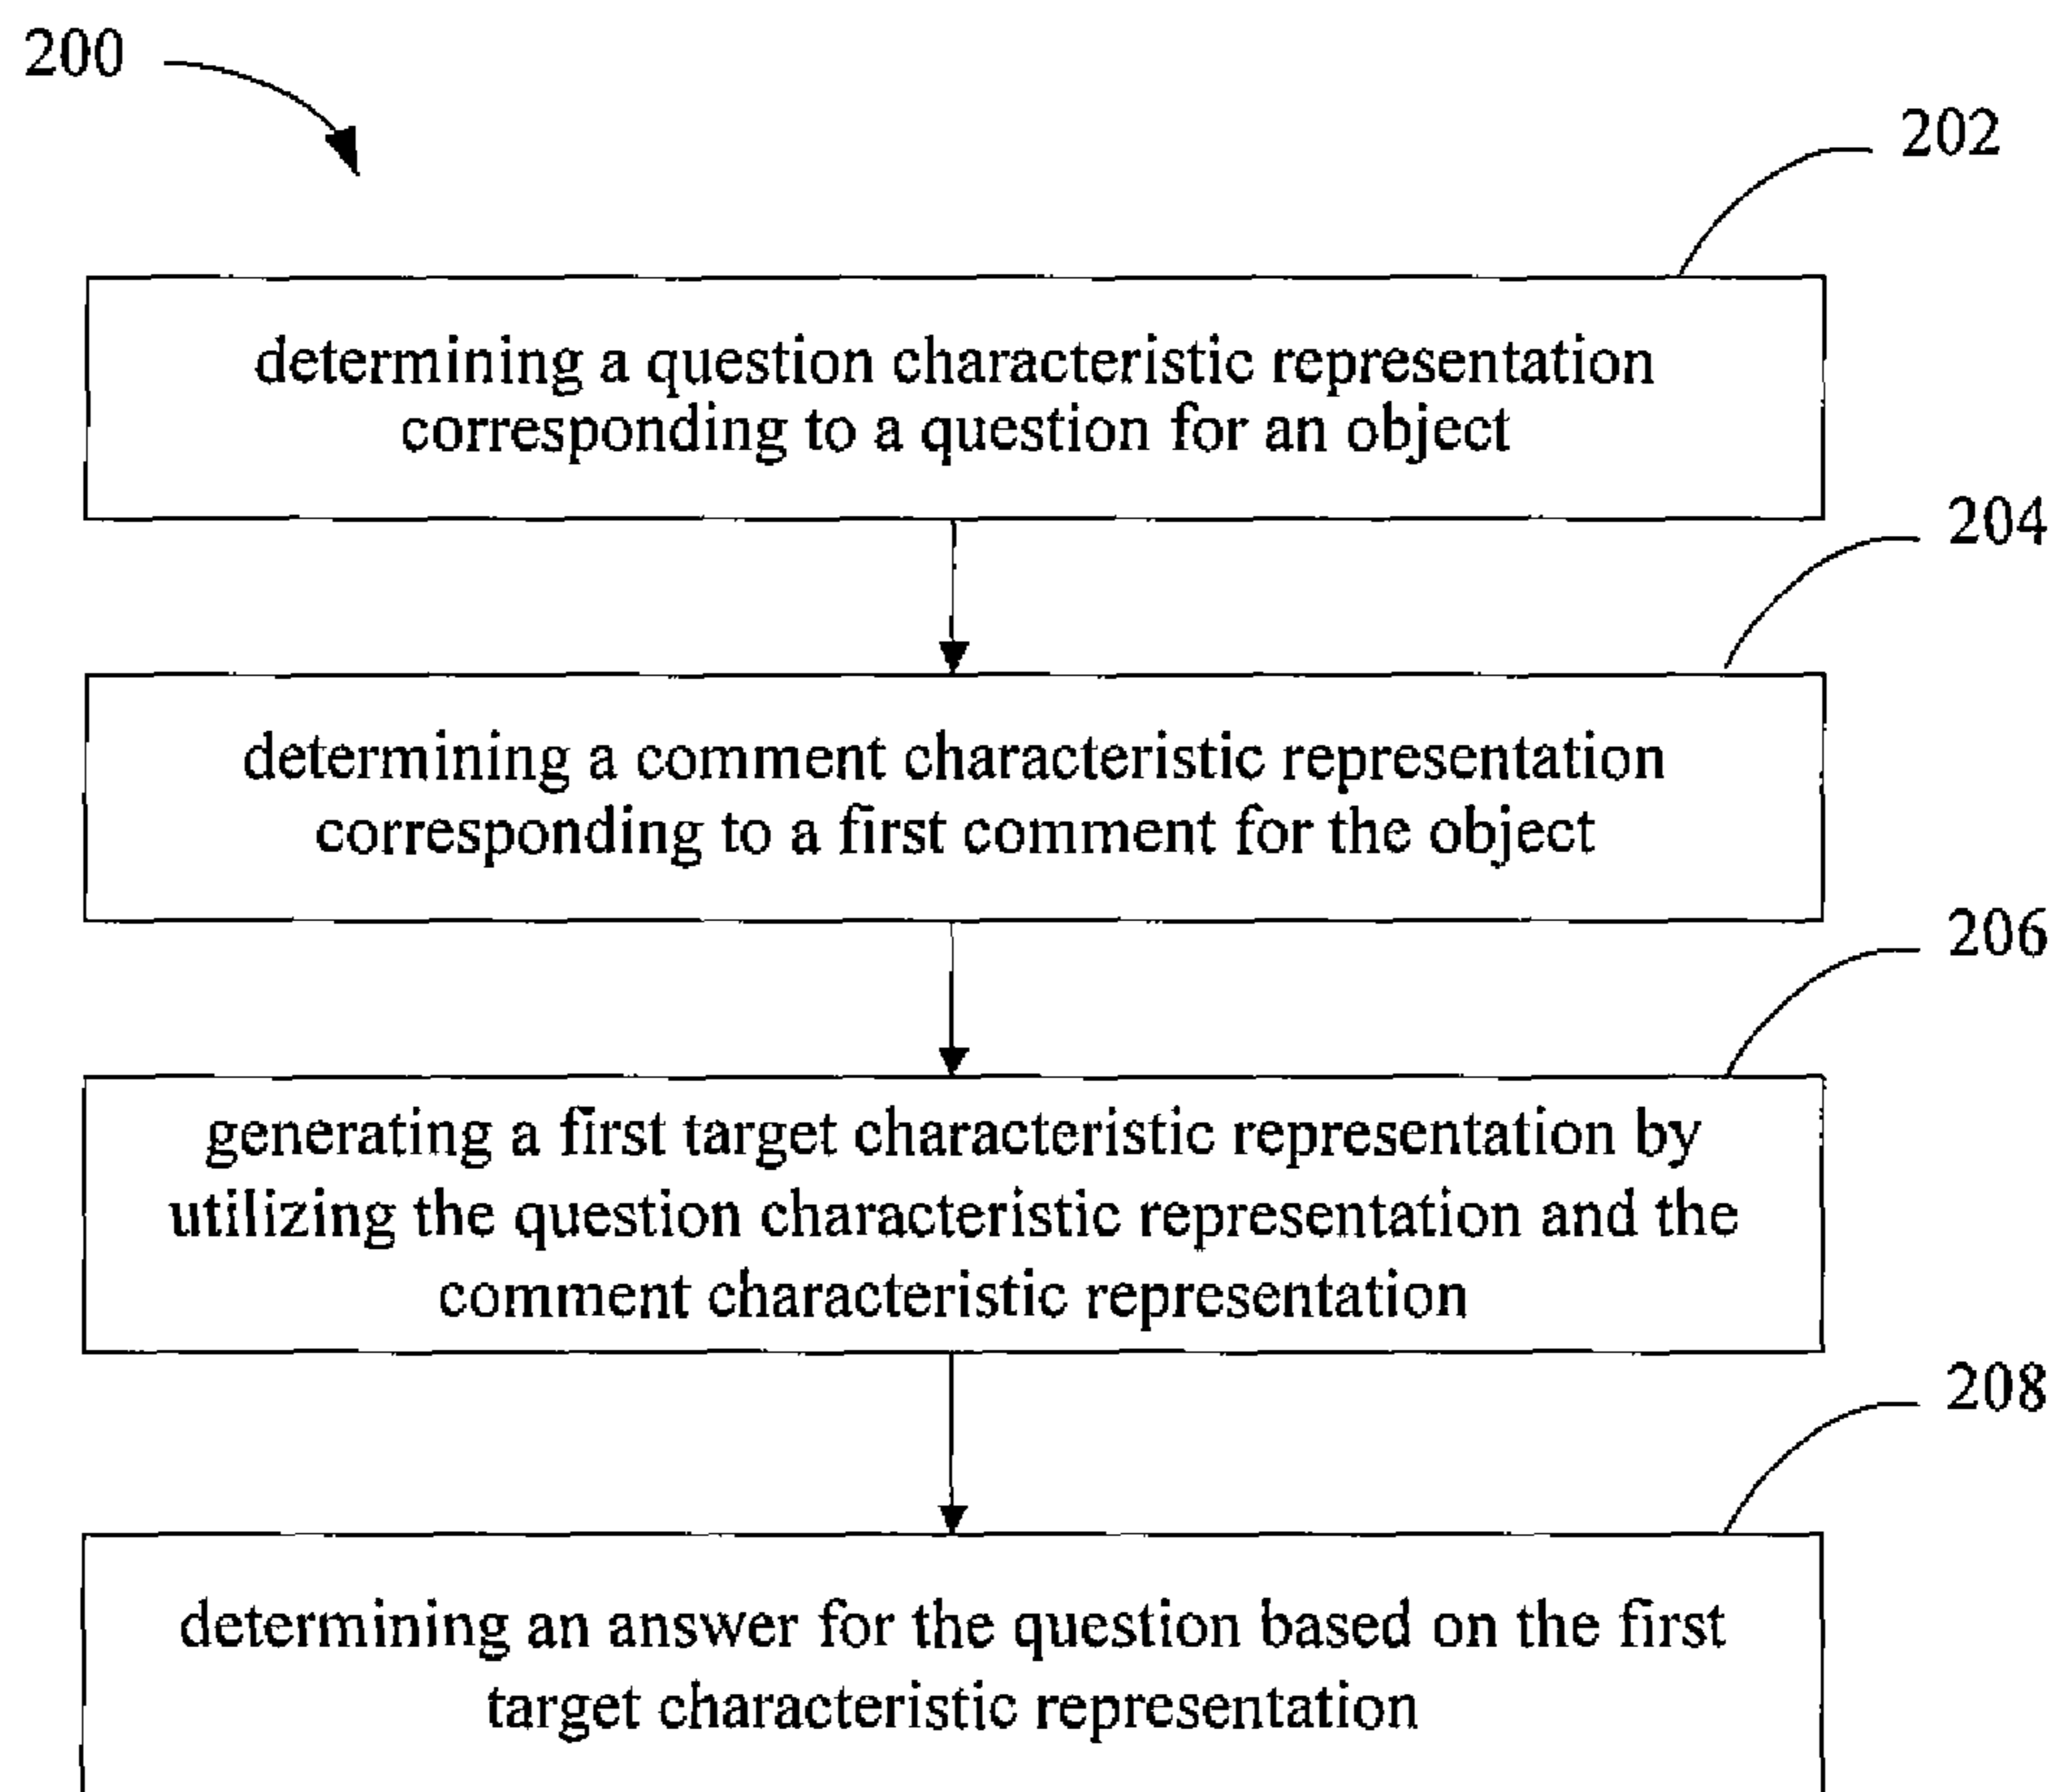 200
202
determining a question characteristic representation
corresponding to a question for an object
204
determining a comment characteristic representation
corresponding to a first comment for the object
206
generating a first target characteristic representation by
utilizing the question characteristic representation and the
comment characteristic representation
208
determining an answer for the question based on the first
target characteristic representation